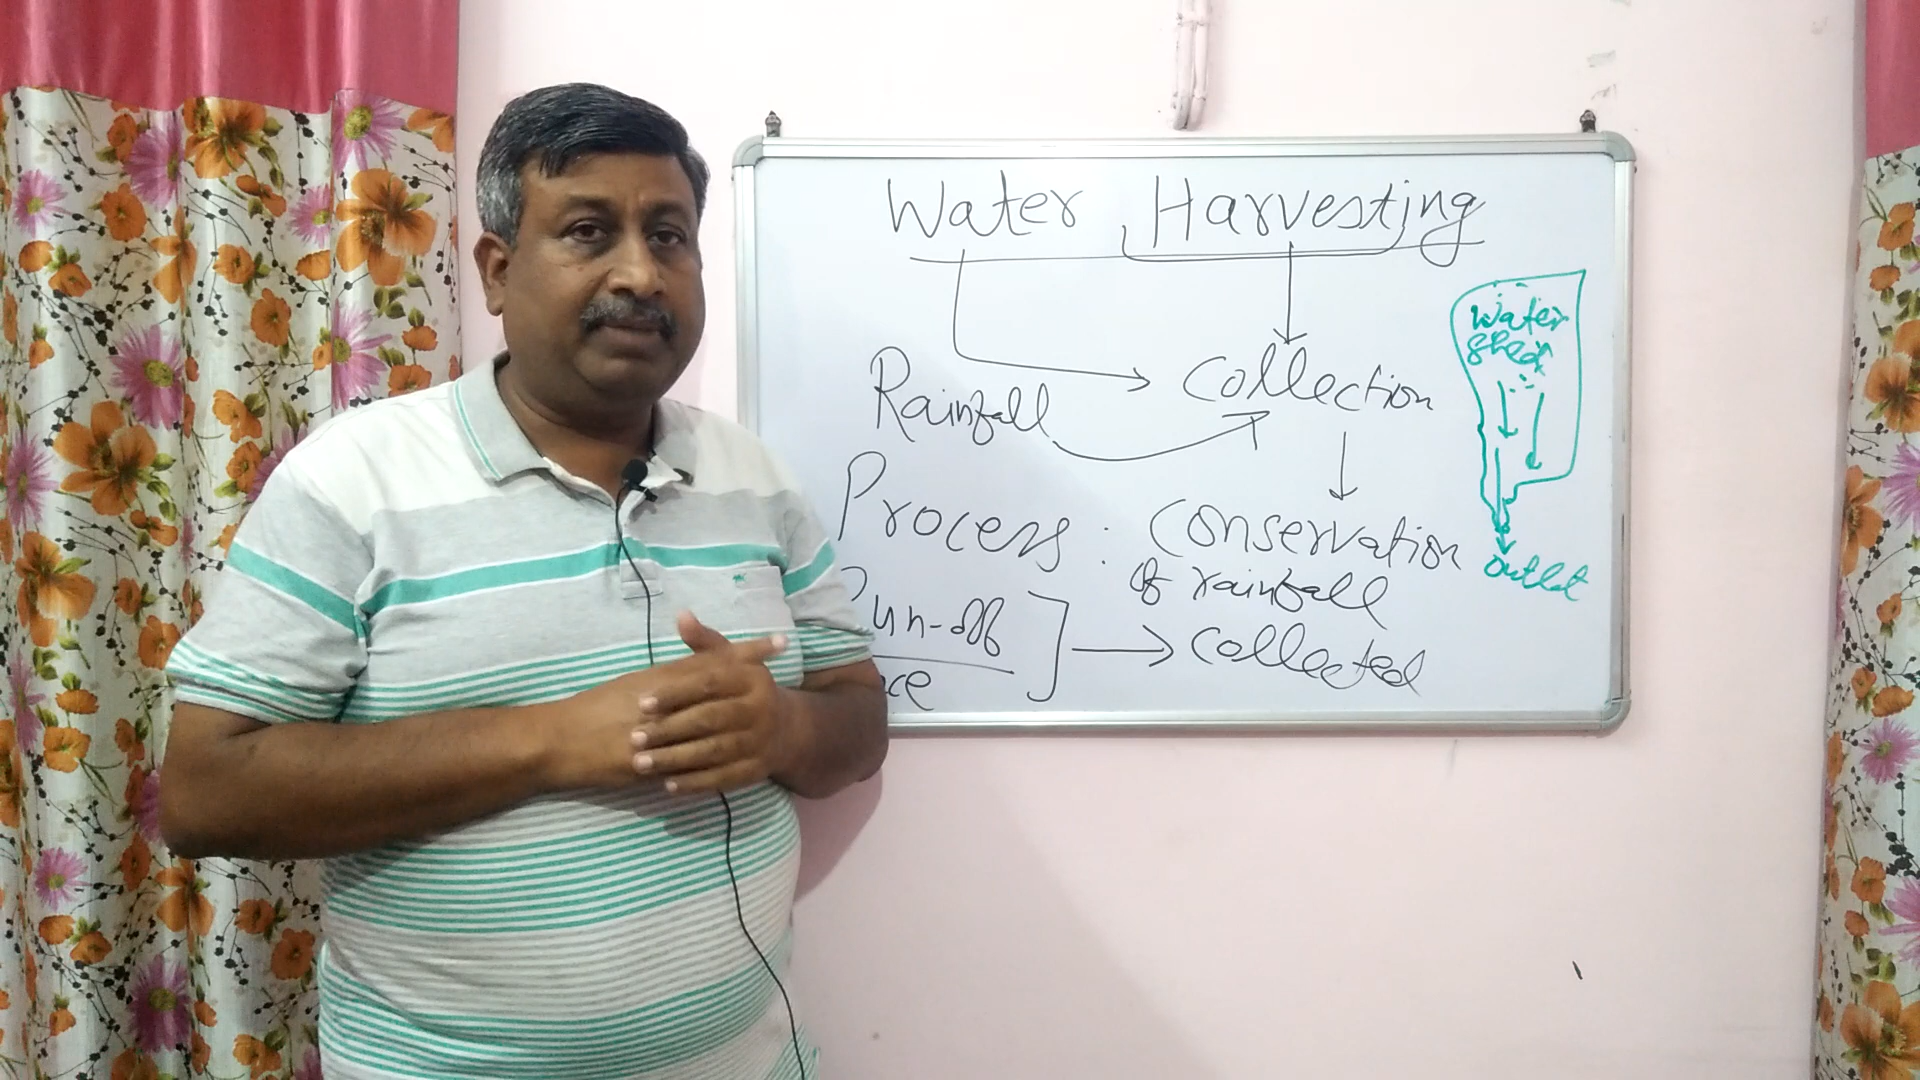 Water Harvesting
Rainfall
Collection
Process : Conservation
of rainfall
un-off
ce
Collected
Water
shed
outlet